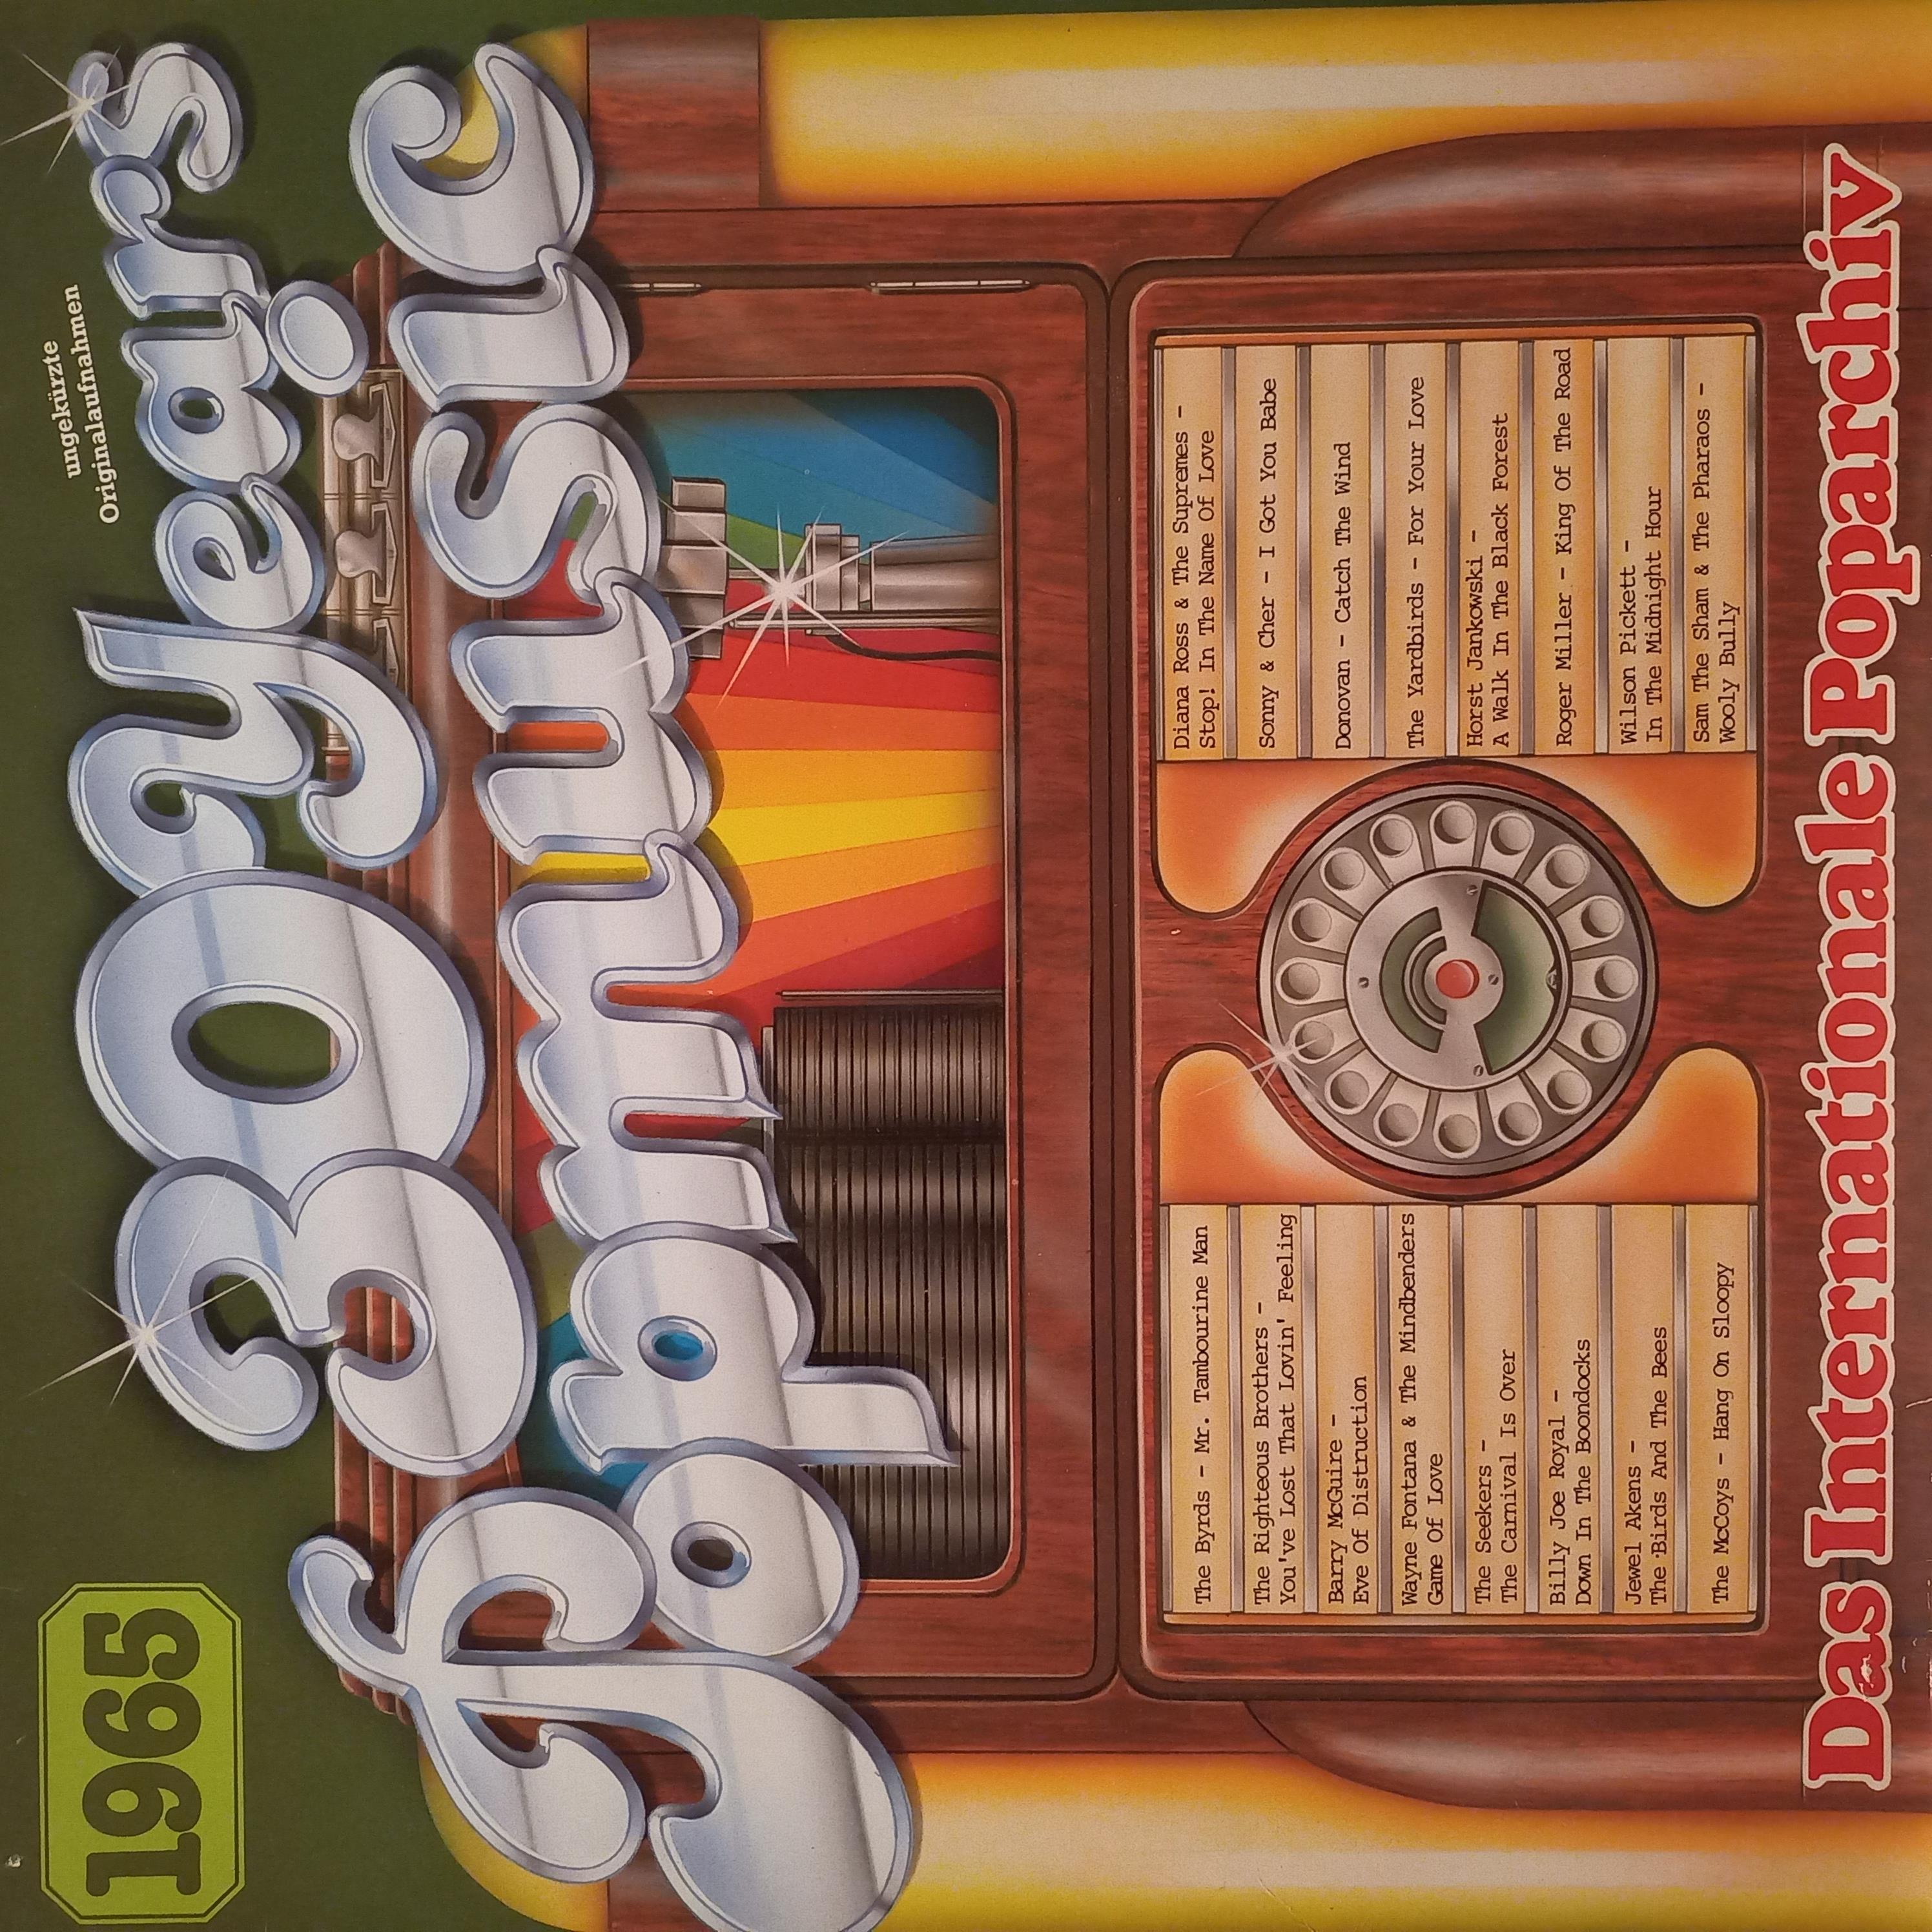 1965
ungekürzte
Originalaufnahmen
30 years
of
popmusic
The Byrds - Mr. Tambourine Man
The Righteous Brothers -
You've Lost That Lovin' Feeling
Barry McGuire -
Eve Of Distruction
Wayne Fontana & The Mindbenders
Game Of Love
The Seekers -
The Carnival Is Over
Billy Joe Royal -
Down In The Boondocks
Jewel Akens -
The Birds And The Bees
The McCoys - Hang On Sloopy
Diana Ross & The Supremes -
Stop! In The Name Of Love
Sonny & Cher - I Got You Babe
Donovan - Catch The Wind
The Yardbirds - For Your Love
Horst Jankowski -
A Walk In The Black Forest
Roger Miller - King Of The Road
Wilson Pickett -
In The Midnight Hour
Sam The Sham & The Pharaos -
Wooly Bully
Das Internationale Poparchiv